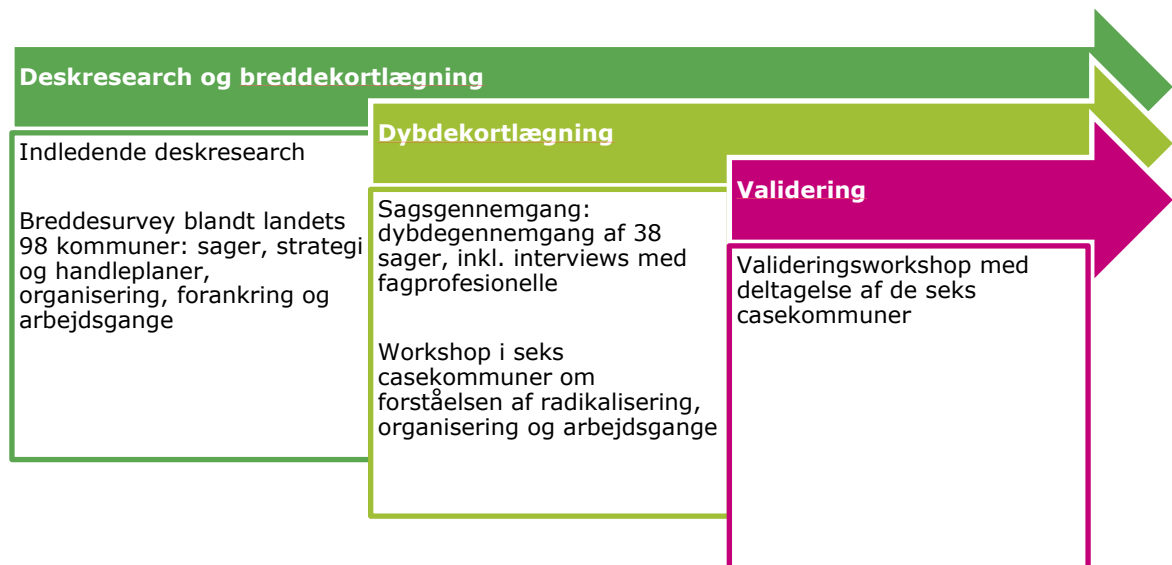 Deskresearch og breddekortlægning
Indledende deskresearch
Breddesurvey blandt landets
98 kommuner: sager, strategi
og handleplaner,
organisering, forankring og
arbejdsgange
Dybdekortlægning
Sagsgennemgang:
dybdegennemgang af 38
sager, inkl. interviews med
fagprofesionelle
Workshop i seks
casekommuner om
forståelsen af radikalisering,
organisering og arbejdsgange
Validering
Valideringsworkshop med
deltagelse af de seks
casekommuner